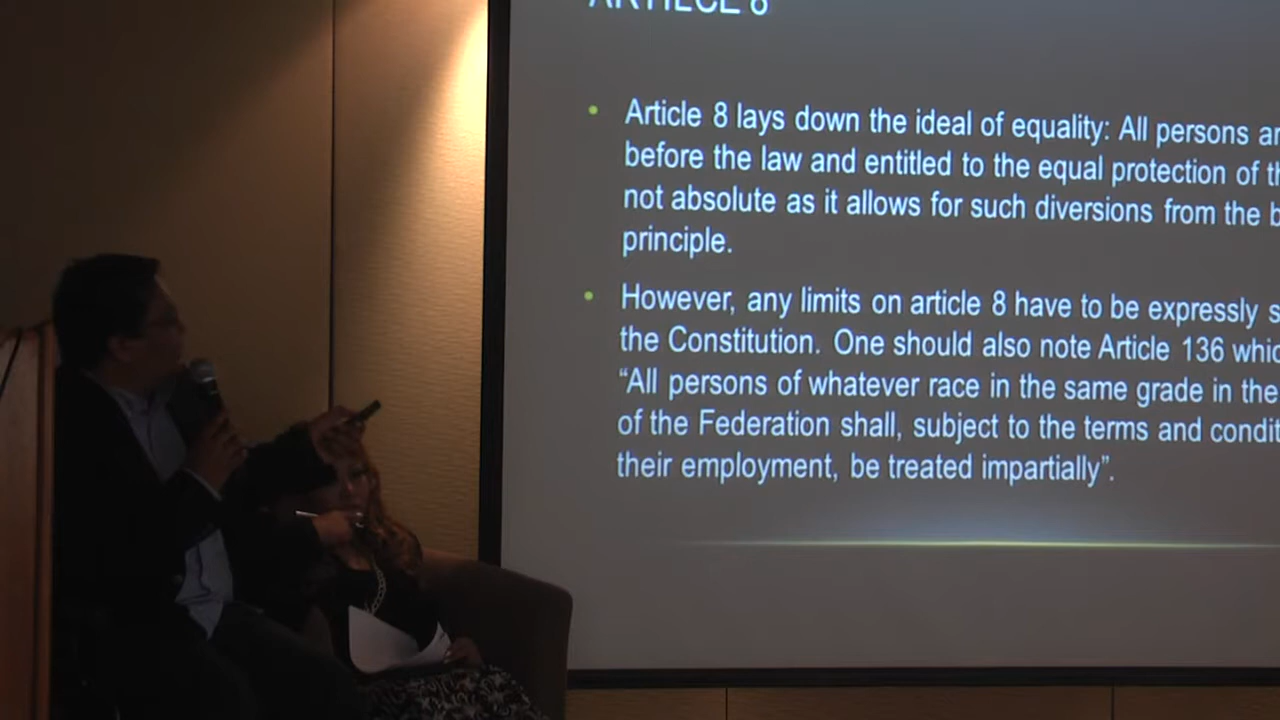 ARTILCE 8
• Article 8 lays down the ideal of equality: All persons
before the law and entitled to the equal protection of
not absolute as it allows for such diversions from the
principle.
• However, any limits on article 8 have to be expressly
the Constitution. One should also note Article 136
“All persons of whatever race in the same grade in the
of the Federation shall, subject to the terms and
their employment, be treated impartially”.